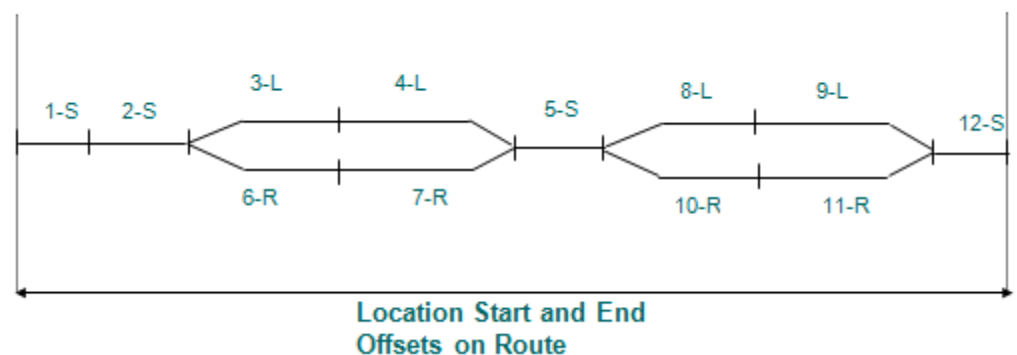 3-L 4-L 8-L 9-L
1-S 2-S 5-S 12-S
6-R 7-R 10-R 11-R
Location Start and End
Offsets on Route